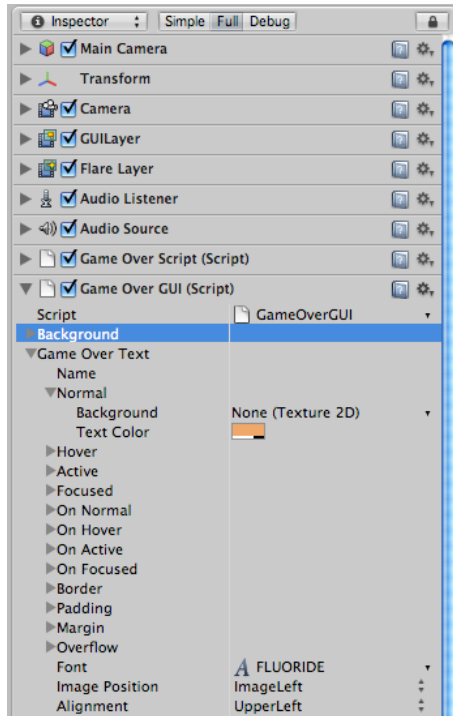 Inspector Simple Full Debug
Main Camera
Transform
Camera
GUILayer
Flare Layer
Audio Listener
Audio Source
Game Over Script (Script)
Game Over GUI (Script)
Script GameOverGUI
Background
Game Over Text
Name
Normal
Background None (Texture 2D)
Text Color
Hover
Active
Focused
On Normal
On Hover
On Active
On Focused
Border
Padding
Margin
Overflow
Font FLUORIDE
Image Position ImageLeft
Alignment UpperLeft